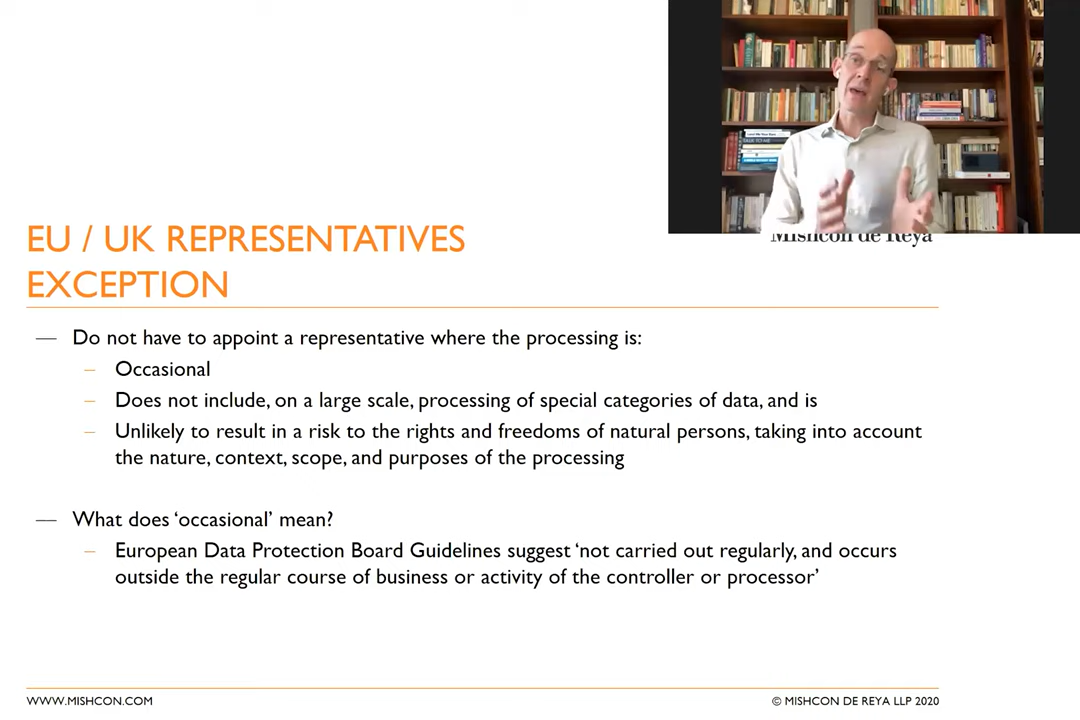 Mishcon de Reya
EU / UK REPRESENTATIVES
EXCEPTION
— Do not have to appoint a representative where the processing is:
– Occasional
– Does not include, on a large scale, processing of special categories of data, and is
– Unlikely to result in a risk to the rights and freedoms of natural persons, taking into account
the nature, context, scope, and purposes of the processing
— What does ‘occasional’ mean?
– European Data Protection Board Guidelines suggest ‘not carried out regularly, and occurs
outside the regular course of business or activity of the controller or processor’
WWW.MISHCON.COM
© MISHCON DE REYA LLP 2020